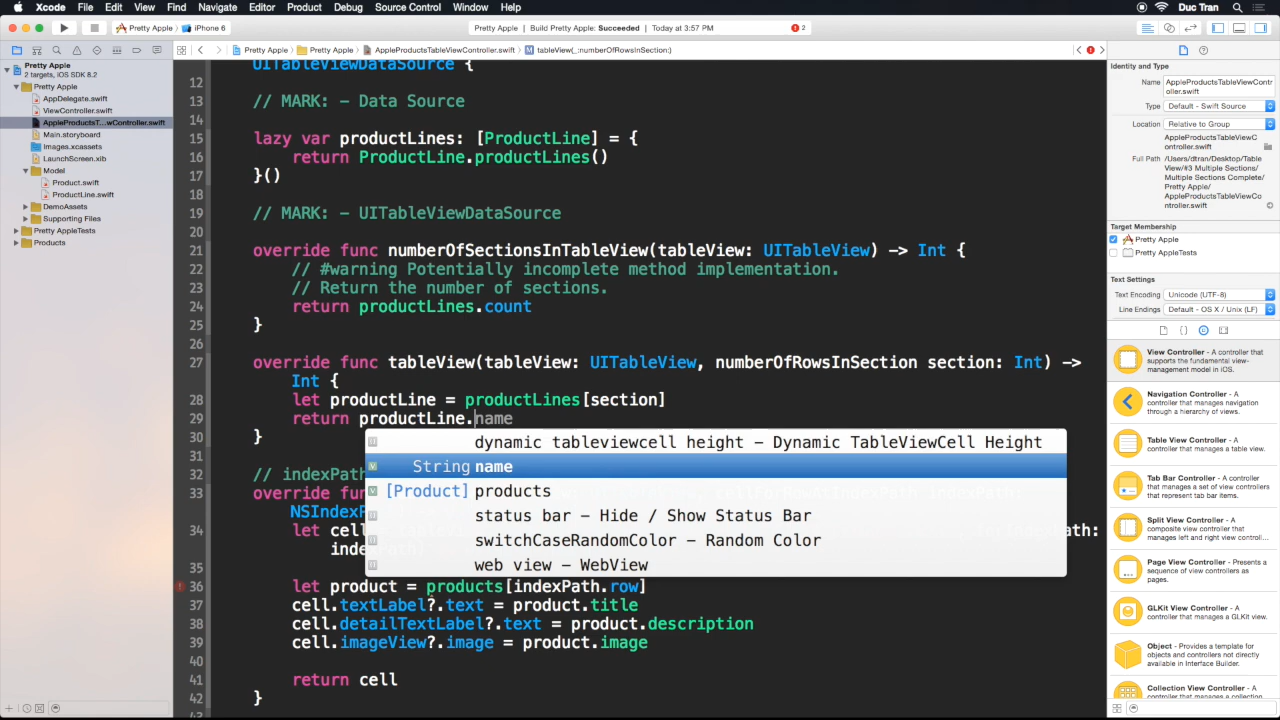 Xcode File Edit View Find Navigate Editor Product Debug Source Control Window Help Duc Tran
Pretty Apple iPhone 6 Pretty Apple Build Pretty Apple: Succeeded Today at 3:57 PM 2
Pretty Apple Pretty Apple AppleProductsTableViewController.swift tableView(_:numberOfRowsInSection:)
Pretty Apple
2 targets, iOS SDK 8.2
Pretty Apple
AppDelegate.swift
ViewController.swift
AppleProductsT...wController.swift
Main.storyboard
Images.xcassets
LaunchScreen.xib
Model
Product.swift
ProductLine.swift
DemoAssets
Supporting Files
Pretty AppleTests
Products
UITableViewDataSource {
12
13 // MARK: - Data Source
14
15 lazy var productLines: [ProductLine] = {
16 return ProductLine.productLines()
17 }()
18
19 // MARK: - UITableViewDataSource
20
21 override func numberOfSectionsInTableView(tableView: UITableView) -> Int {
22 // #warning Potentially incomplete method implementation.
23 // Return the number of sections.
24 return productLines.count
25 }
26
27 override func tableView(tableView: UITableView, numberOfRowsInSection section: Int) ->
Int {
28 let productLine = productLines[section]
29 return productLine.name
30 }
dynamic tableviewcell height - Dynamic TableViewCell Height
31
String name
32 // indexPath
[Product] products
33 override fu
NSIndexP
status bar - Hide / Show Status Bar
34 let cel
switchCaseRandomColor - Random Color
35
web view - WebView
36 let product = products[indexPath.row]
37 cell.textLabel?.text = product.title
38 cell.detailTextLabel?.text = product.description
39 cell.imageView?.image = product.image
40
41 return cell
42 }
43
Identity and Type
Name AppleProductsTableViewContr
oller.swift
Type Default - Swift Source
Location Relative to Group
AppleProductsTableViewC
ontroller.swift
Full Path /Users/dtran/Desktop/Table
View/#3 Multiple Sections/
Multiple Sections Complete/
Pretty Apple/
AppleProductsTableViewC
ontroller.swift
Target Membership
Pretty Apple
Pretty AppleTests
Text Settings
Text Encoding Unicode (UTF-8)
Line Endings Default - OS X / Unix (LF)
View Controller - A controller that
supports the fundamental view-
management model in iOS.
Navigation Controller - A
controller that manages navigation
through a hierarchy of views.
Table View Controller - A
controller that manages a table view.
Tab Bar Controller - A controller
that manages a set of view controllers
that represent tab bar items.
Split View Controller - A
composite view controller that
manages left and right view controll...
Page View Controller - Presents a
sequence of view controllers as
pages.
GLKit View Controller - A
controller that manages a GLKit view.
Object - Provides a template for
objects and controllers not directly
available in Interface Builder.
Collection View Controller - A
controller that manages a collection